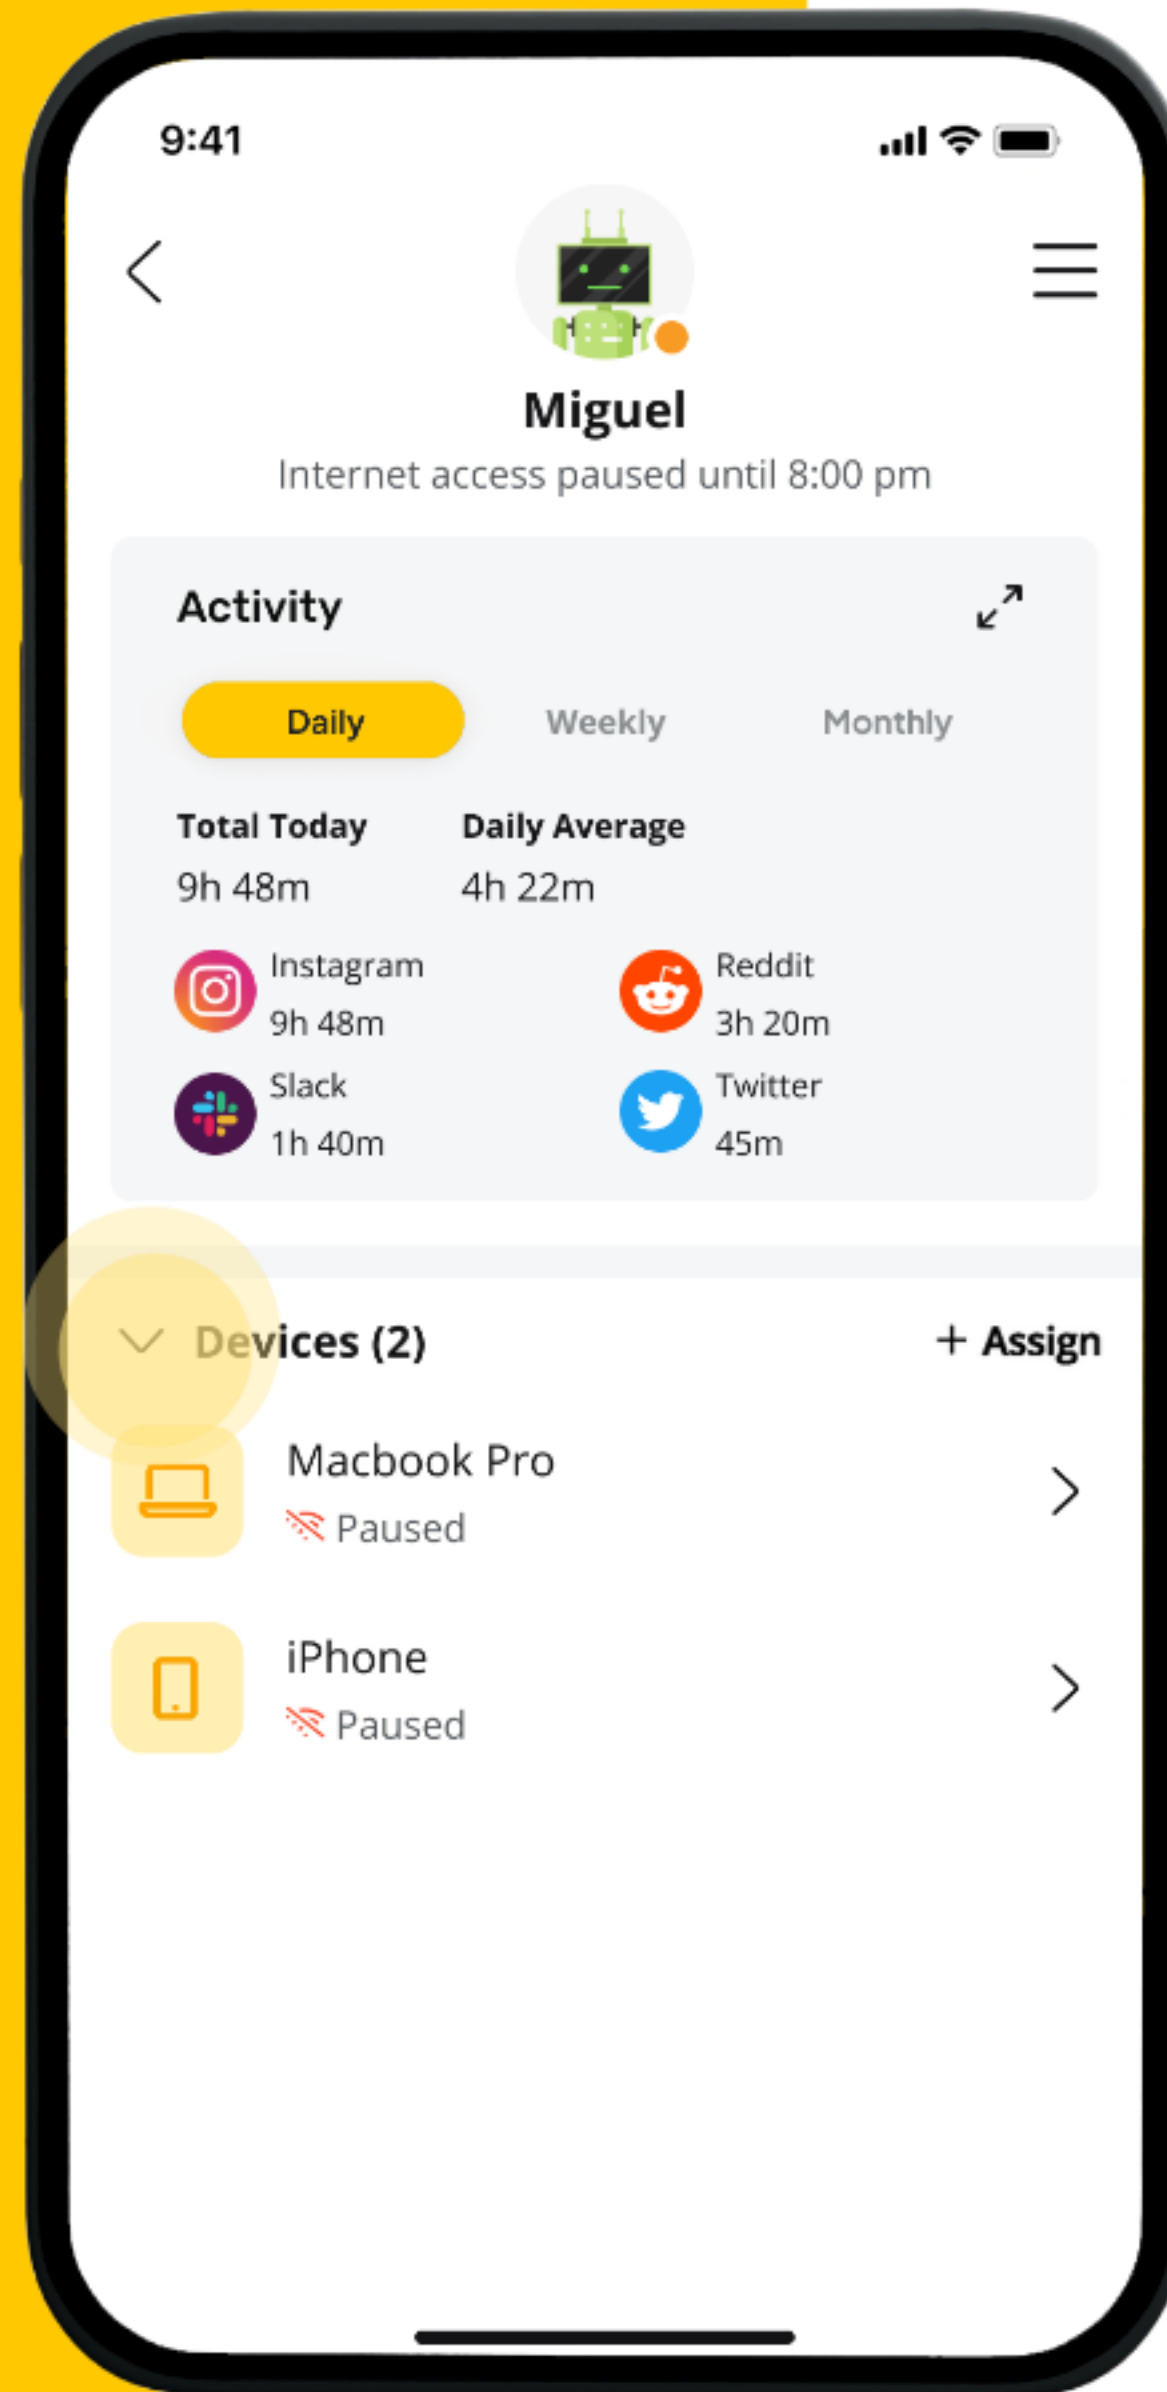 9:41
Miguel
Internet access paused until 8:00 pm
Activity
Daily Weekly Monthly
Total Today Daily Average
9h 48m 4h 22m
Instagram Reddit
9h 48m 3h 20m
Slack Twitter
1h 40m 45m
Devices (2) + Assign
Macbook Pro
Paused
iPhone
Paused